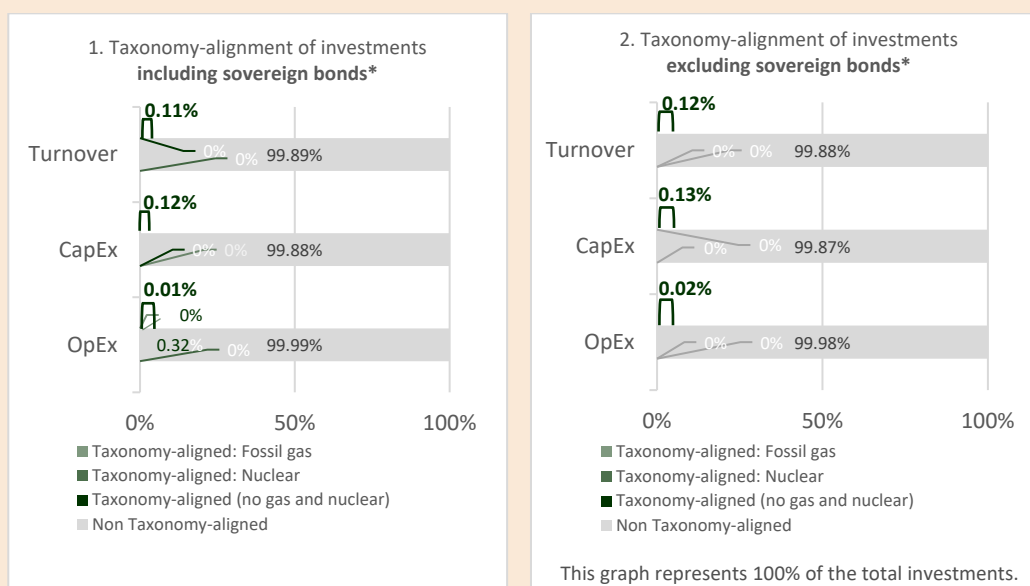 1. Taxonomy-alignment of investments
including sovereign bonds*
0.11%
Turnover
0%
0%
99.89%
0.12%
CapEx
0%
0%
99.88%
0.01%
0%
OpEx
0.32%
0%
99.99%
0%
50%
100%
Taxonomy-aligned: Fossil gas
Taxonomy-aligned: Nuclear
Taxonomy-aligned (no gas and nuclear)
Non Taxonomy-aligned
2. Taxonomy-alignment of investments
excluding sovereign bonds*
0.12%
Turnover
0%
0%
99.88%
0.13%
CapEx
0%
0%
99.87%
0.02%
OpEx
0%
0%
99.98%
0%
50%
100%
Taxonomy-aligned: Fossil gas
Taxonomy-aligned: Nuclear
Taxonomy-aligned (no gas and nuclear)
Non Taxonomy-aligned
This graph represents 100% of the total investments.